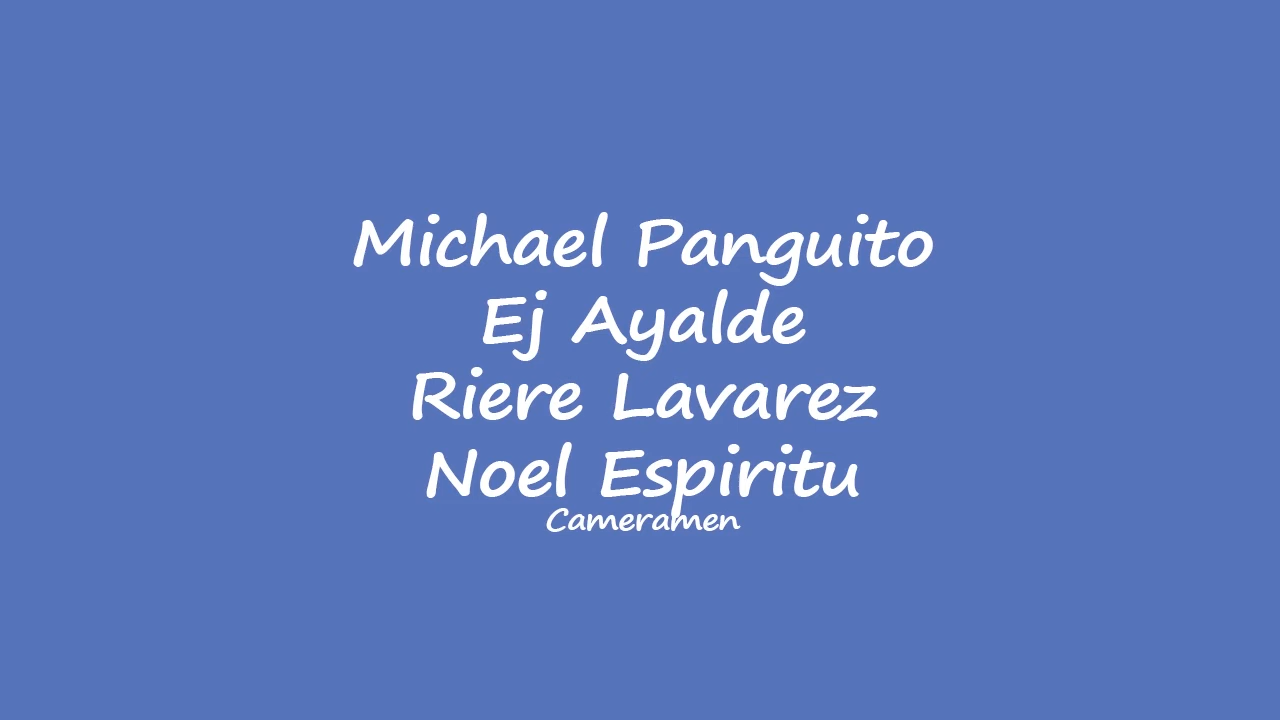 Michael Panguito
Ej Ayalde
Riere Lavarez
Noel Espiritu
Cameramen